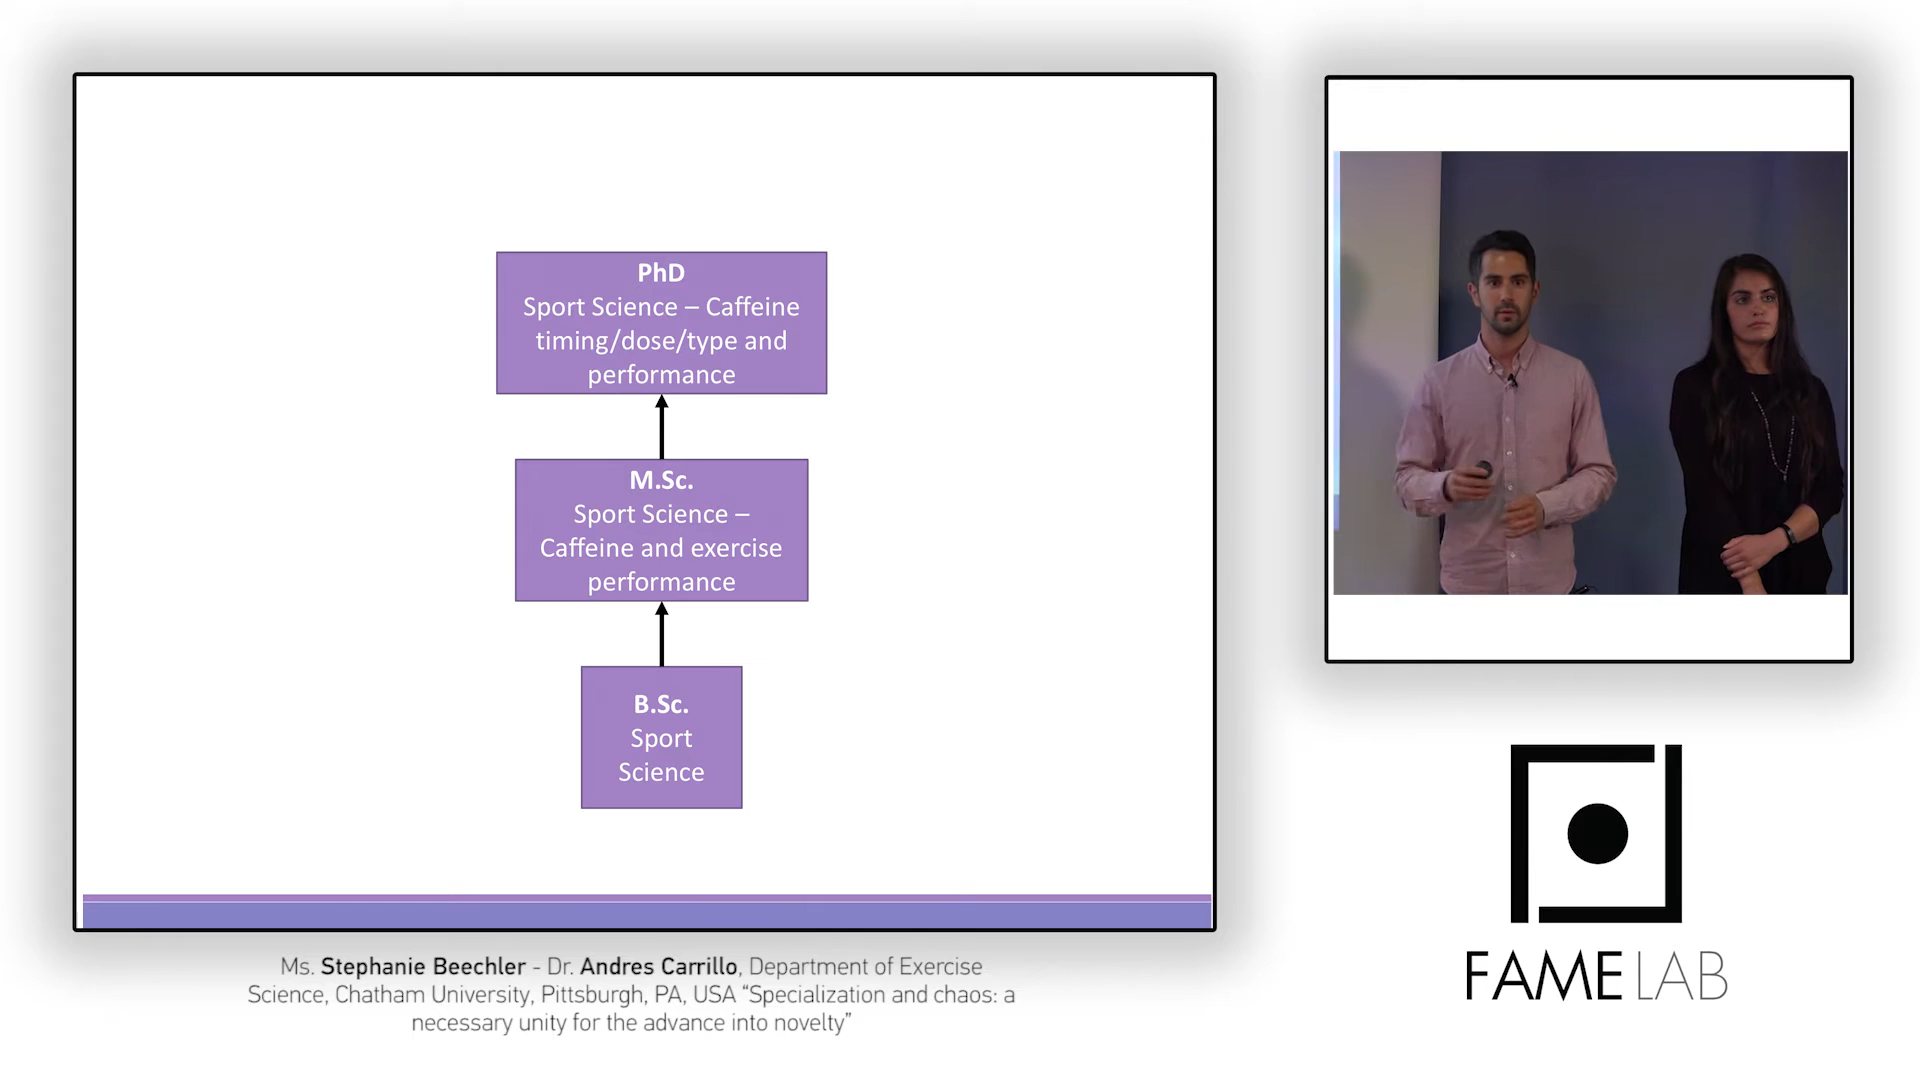 PhD
Sport Science – Caffeine
timing/dose/type and
performance
M.Sc.
Sport Science –
Caffeine and exercise
performance
B.Sc.
Sport
Science
Ms. Stephanie Beechler - Dr. Andres Carrillo, Department of Exercise
Science, Chatham University, Pittsburgh, PA, USA “Specialization and chaos: a
necessary unity for the advance into novelty”
FAME LAB